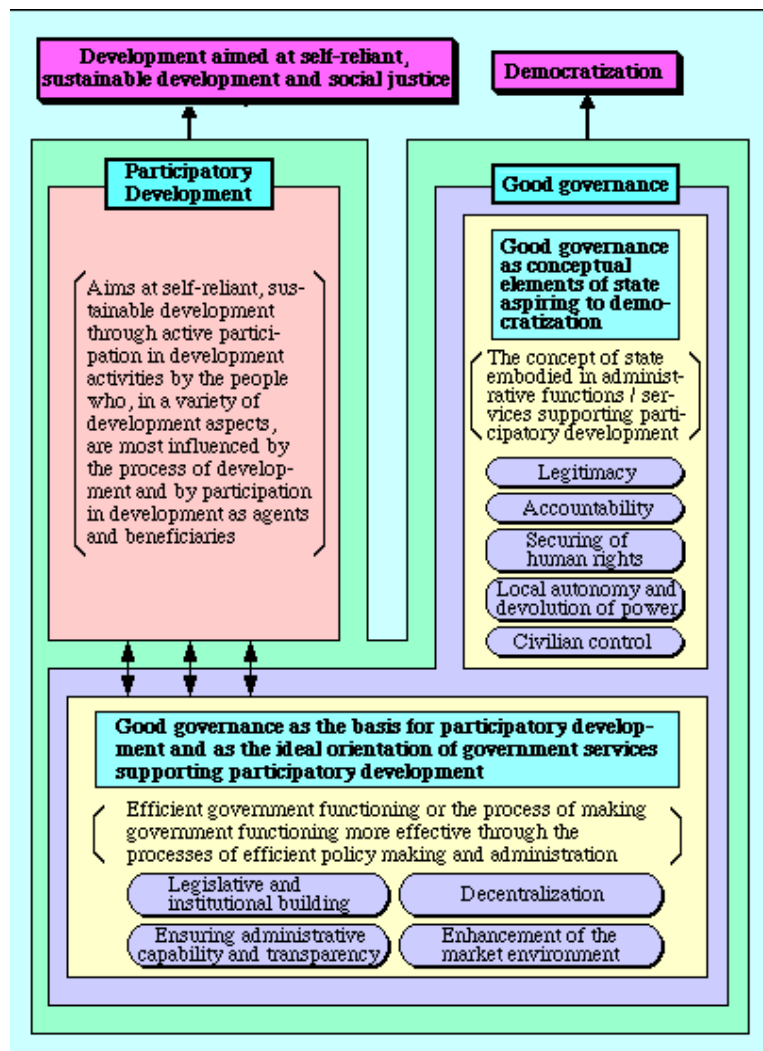 Development aimed at self-reliant,
sustainable development and social justice
Democratization
Participatory
Development
Aims at self-reliant, sus-
tainable development
through active partici-
pation in development
activities by the people
who, in a variety of
development aspects,
are most influenced by
the process of develop-
ment and by participation
in development as agents
and beneficiaries
Good governance
Good governance
as conceptual
elements of state
aspiring to demo-
cratization
The concept of state
embodied in administ-
rative functions / ser-
vices supporting parti-
cipatory development
Legitimacy
Accountability
Securing of
human rights
Local autonomy and
devolution of power
Civilian control
Good governance as the basis for participatory develop-
ment and as the ideal orientation of government services
supporting participatory development
Efficient government functioning or the process of making
government functioning more effective through the
processes of efficient policy making and administration
Legislative and
institutional building
Decentralization
Ensuring administrative
capability and transparency
Enhancement of the
market environment